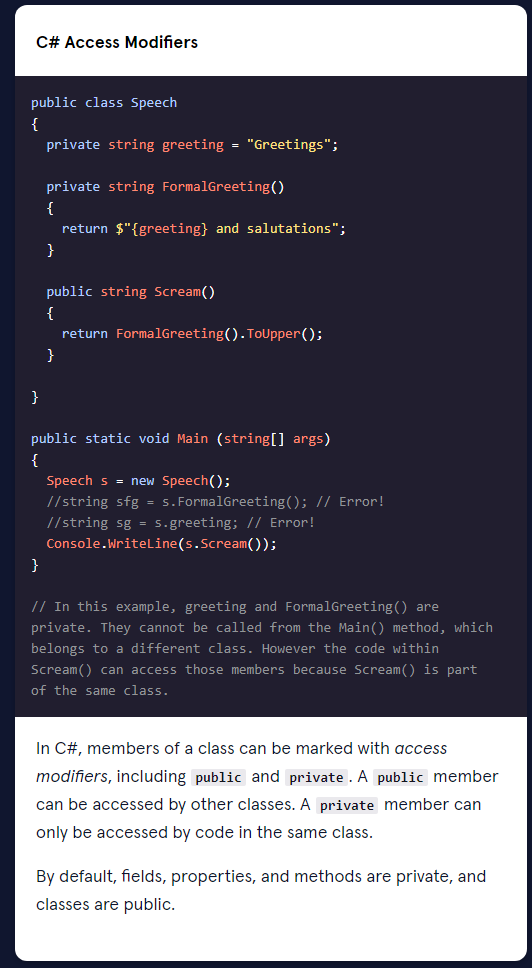 C# Access Modifiers
public class Speech
{
  private string greeting = "Greetings";

  private string FormalGreeting()
  {
    return $"{greeting} and salutations";
  }

  public string Scream()
  {
    return FormalGreeting().ToUpper();
  }

}

public static void Main (string[] args)
{
  Speech s = new Speech();
  //string sfg = s.FormalGreeting(); // Error!
  //string sg = s.greeting; // Error!
  Console.WriteLine(s.Scream());
}

// In this example, greeting and FormalGreeting() are
private. They cannot be called from the Main() method, which
belongs to a different class. However the code within
Scream() can access those members because Scream() is part
of the same class.
In C#, members of a class can be marked with access
modifiers, including public and private. A public member
can be accessed by other classes. A private member can
only be accessed by code in the same class.
By default, fields, properties, and methods are private, and
classes are public.